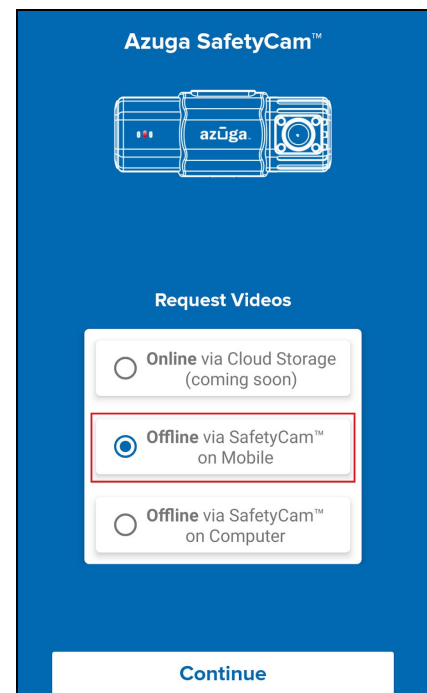 Azuga SafetyCam™
azūga.
Request Videos
Online via Cloud Storage
(coming soon)
Offline via SafetyCam™
on Mobile
Offline via SafetyCam™
on Computer
Continue